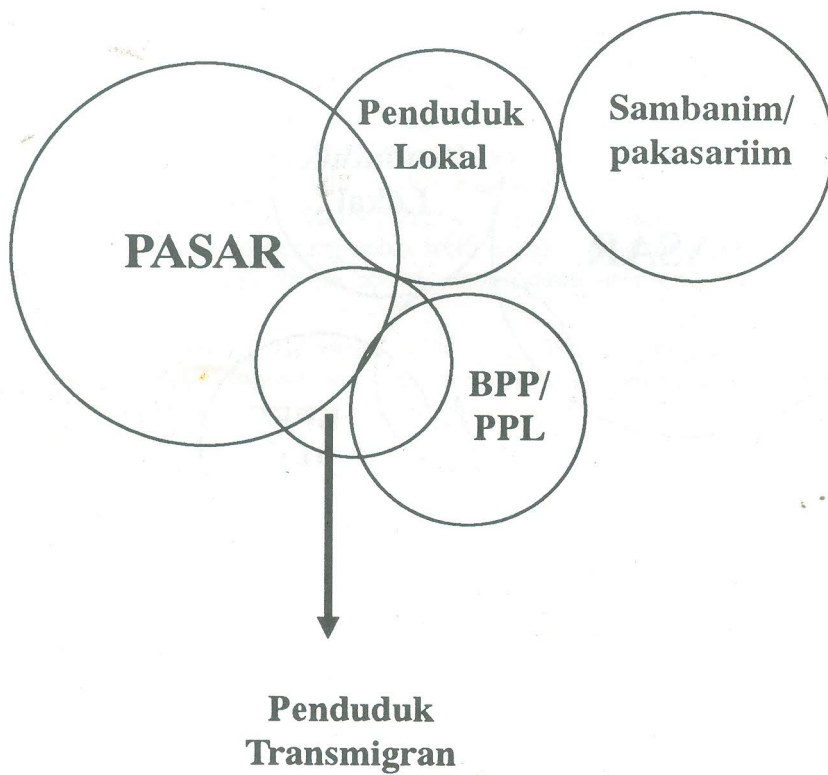 Penduduk
Lokal
Sambanim/
pakasariim
PASAR
BPP/
PPL
Penduduk
Transmigran